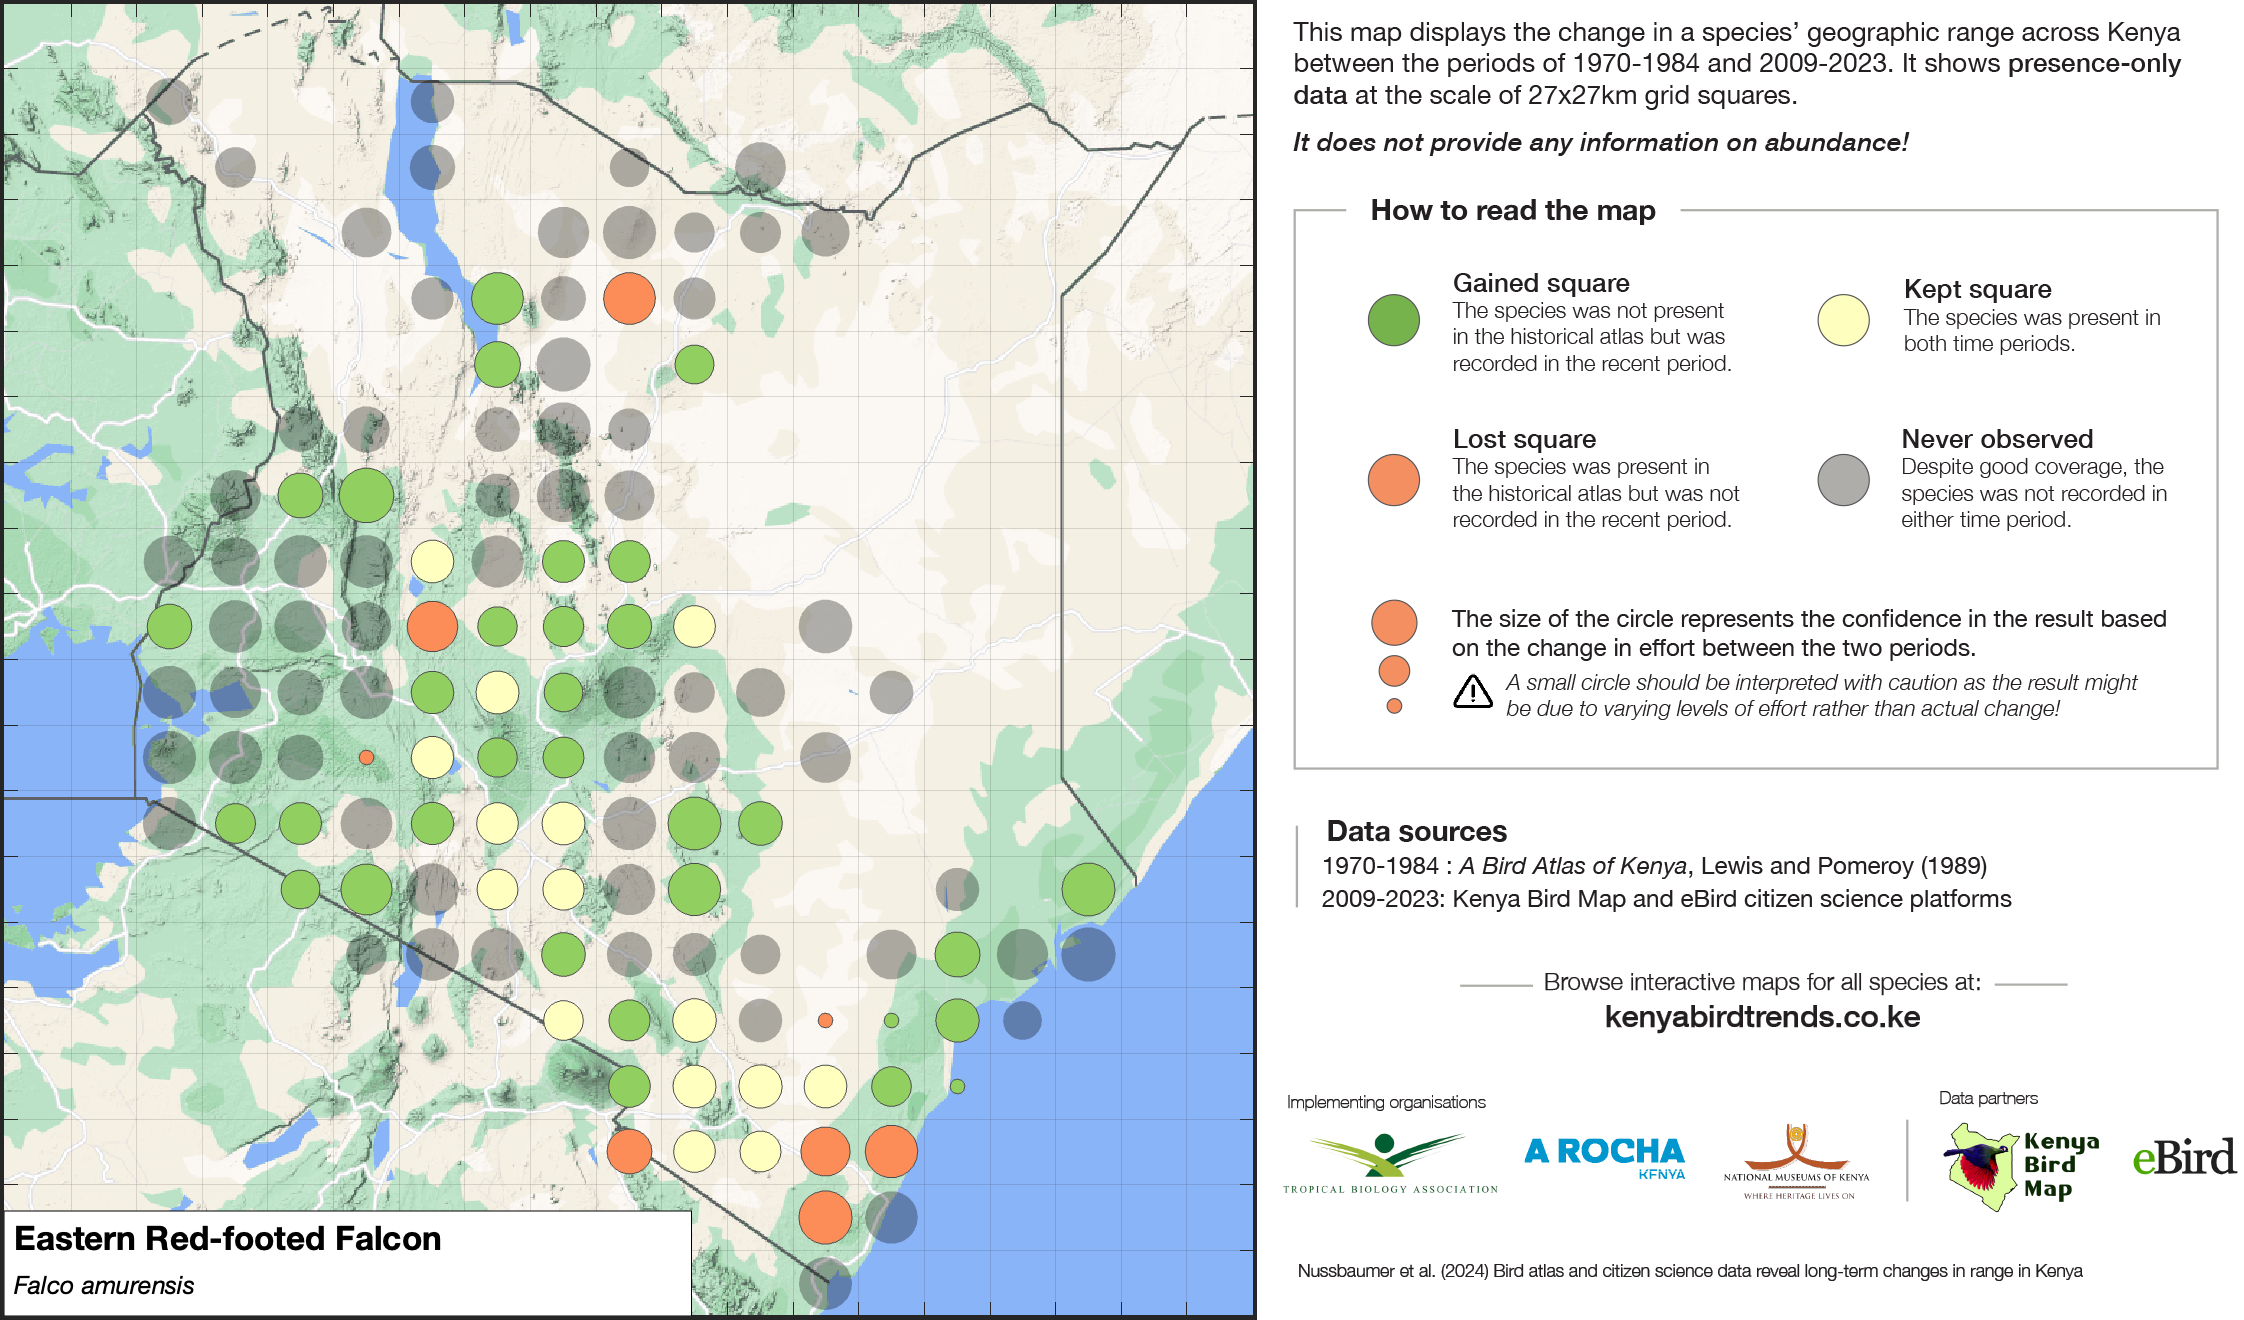 This map displays the change in a species’ geographic range across Kenya
between the periods of 1970-1984 and 2009-2023. It shows presence-only
data at the scale of 27x27km grid squares.
It does not provide any information on abundance!
How to read the map
Gained square
The species was not present
in the historical atlas but was
recorded in the recent period.
Kept square
The species was present in
both time periods.
Lost square
The species was present in
the historical atlas but was not
recorded in the recent period.
Never observed
Despite good coverage, the
species was not recorded in
either time period.
The size of the circle represents the confidence in the result based
on the change in effort between the two periods.
A small circle should be interpreted with caution as the result might
be due to varying levels of effort rather than actual change!
Data sources
1970-1984 : A Bird Atlas of Kenya, Lewis and Pomeroy (1989)
2009-2023: Kenya Bird Map and eBird citizen science platforms
Browse interactive maps for all species at:
kenyabirdtrends.co.ke
Implementing organisations
Data partners
TROPICAL BIOLOGY ASSOCIATION
A ROCHA
KENYA
NATIONAL MUSEUMS OF KENYA
WHERE HERITAGE LIVES ON
Kenya
Bird
Map
eBird
Nussbaumer et al. (2024) Bird atlas and citizen science data reveal long-term changes in range in Kenya
Eastern Red-footed Falcon
Falco amurensis